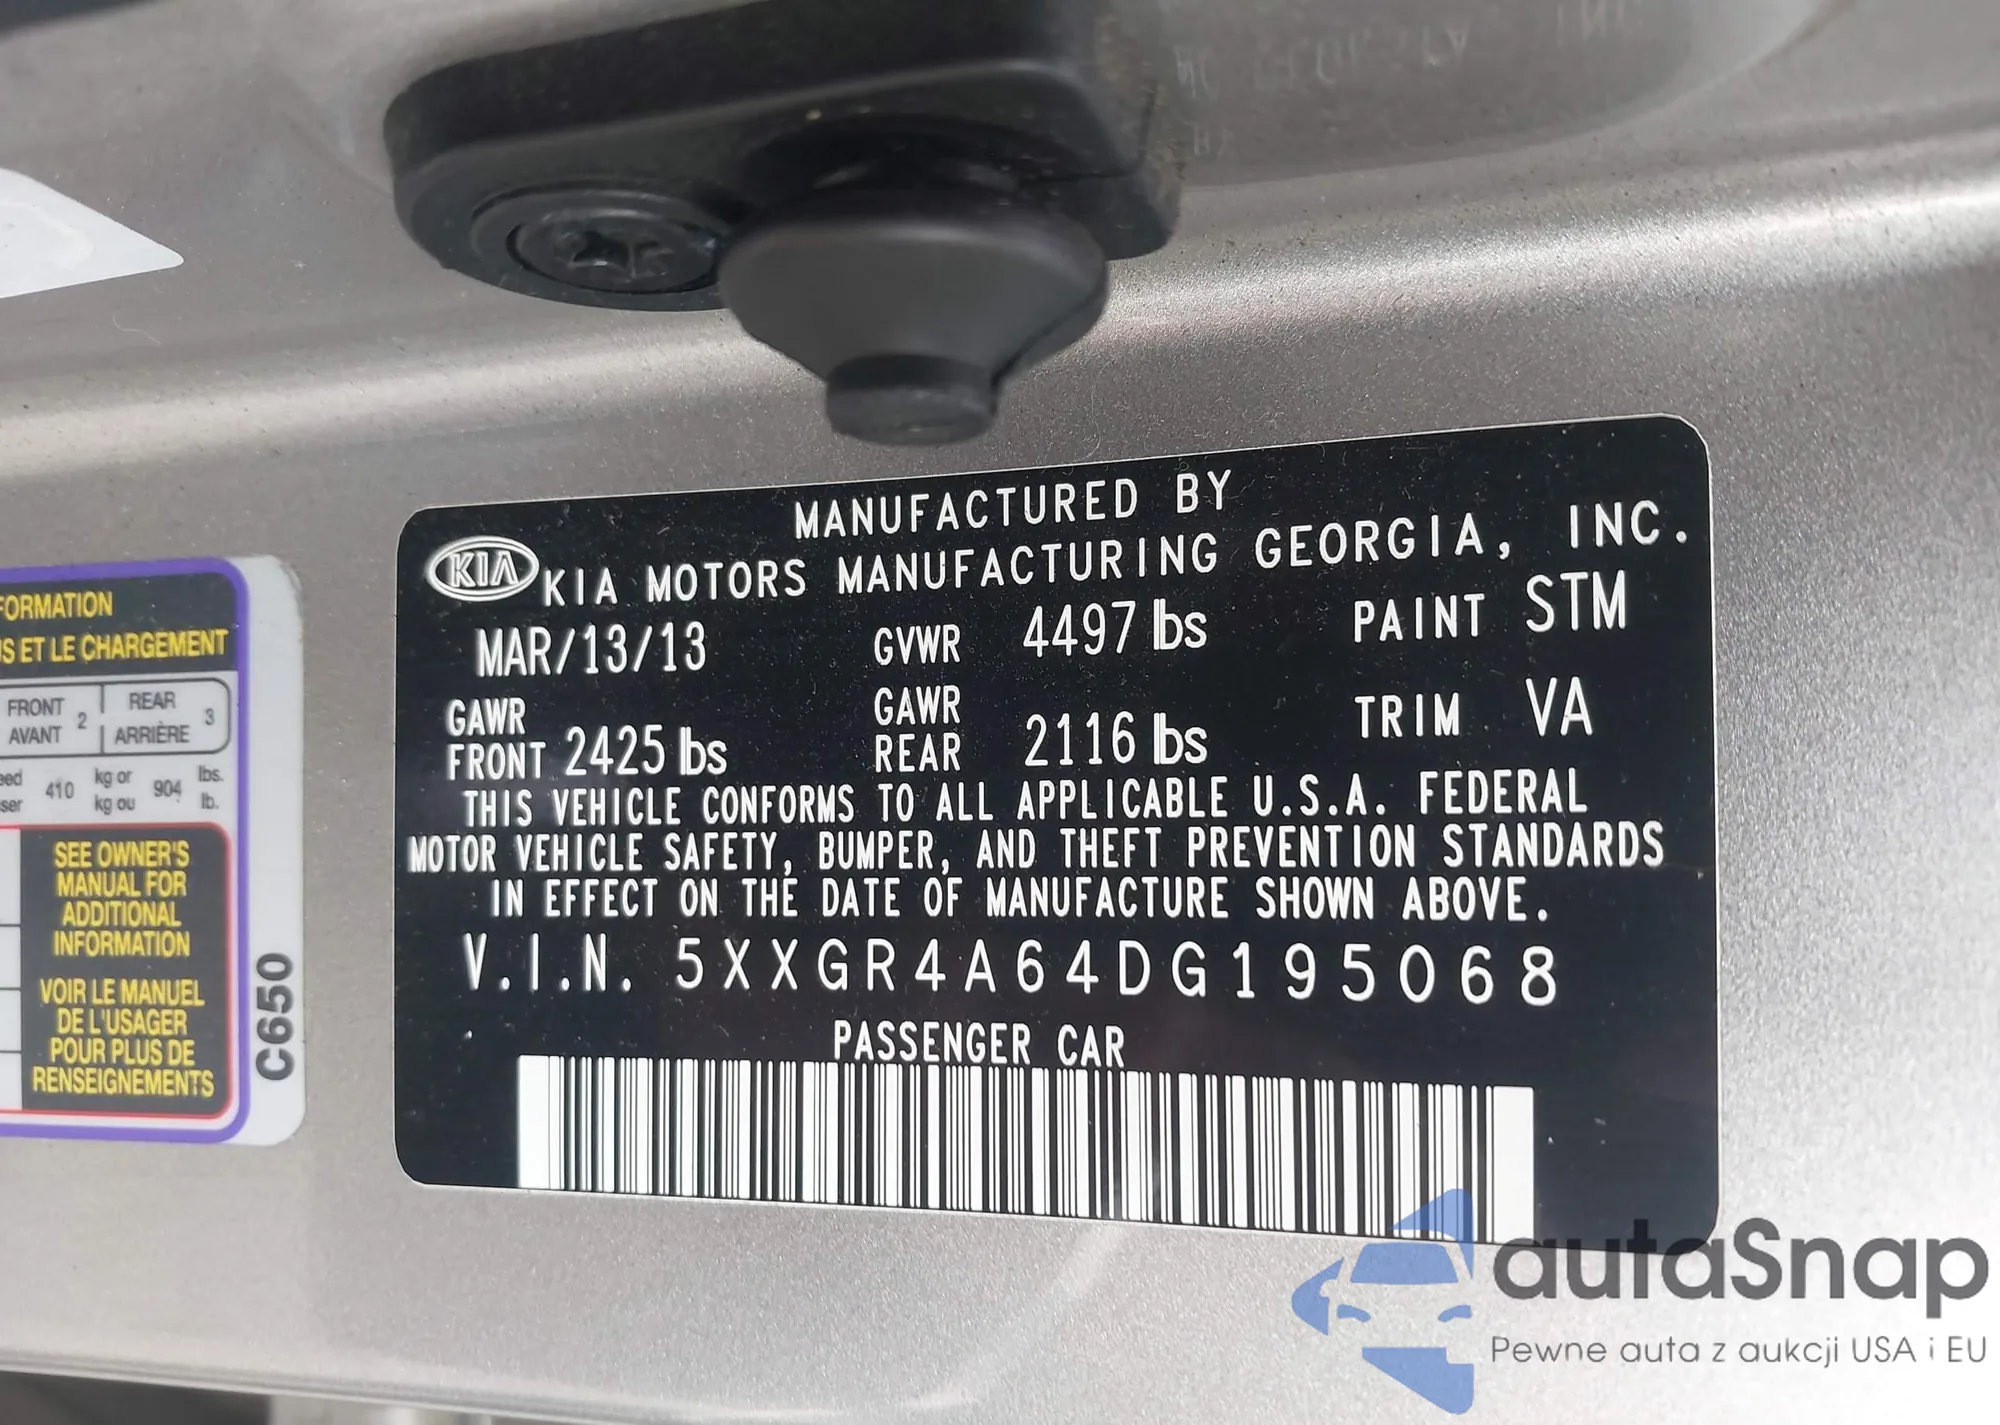 MANUFACTURED BY
KIA KIA MOTORS MANUFACTURING GEORGIA, INC.
MAR/13/13 GVWR 4497 lbs PAINT STM
GAWR FRONT 2425 lbs GAWR REAR 2116 lbs TRIM VA
THIS VEHICLE CONFORMS TO ALL APPLICABLE U.S.A. FEDERAL
MOTOR VEHICLE SAFETY, BUMPER, AND THEFT PREVENTION STANDARDS
IN EFFECT ON THE DATE OF MANUFACTURE SHOWN ABOVE.
V.I.N. 5XXGR4A64DG195068
PASSENGER CAR
ET LE CHARGEMENT
FRONT 2 REAR 3
AVANT ARRIÈRE
410 kg or 904 lbs.
kg ou lb.
SEE OWNER'S
MANUAL FOR
ADDITIONAL
INFORMATION
VOIR LE MANUEL
DE L'USAGER
POUR PLUS DE
RENSEIGNEMENTS
C650
autaSnap
Pewne auta z aukcji USA i EU